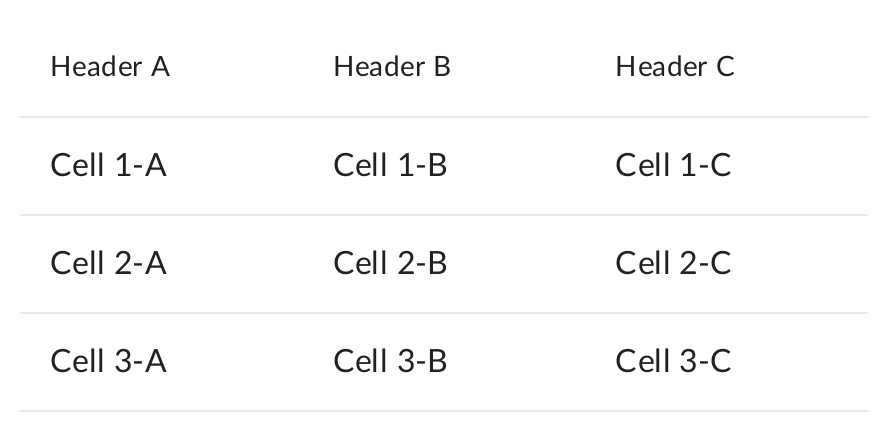 Header A Header B Header C
Cell 1-A Cell 1-B Cell 1-C
Cell 2-A Cell 2-B Cell 2-C
Cell 3-A Cell 3-B Cell 3-C